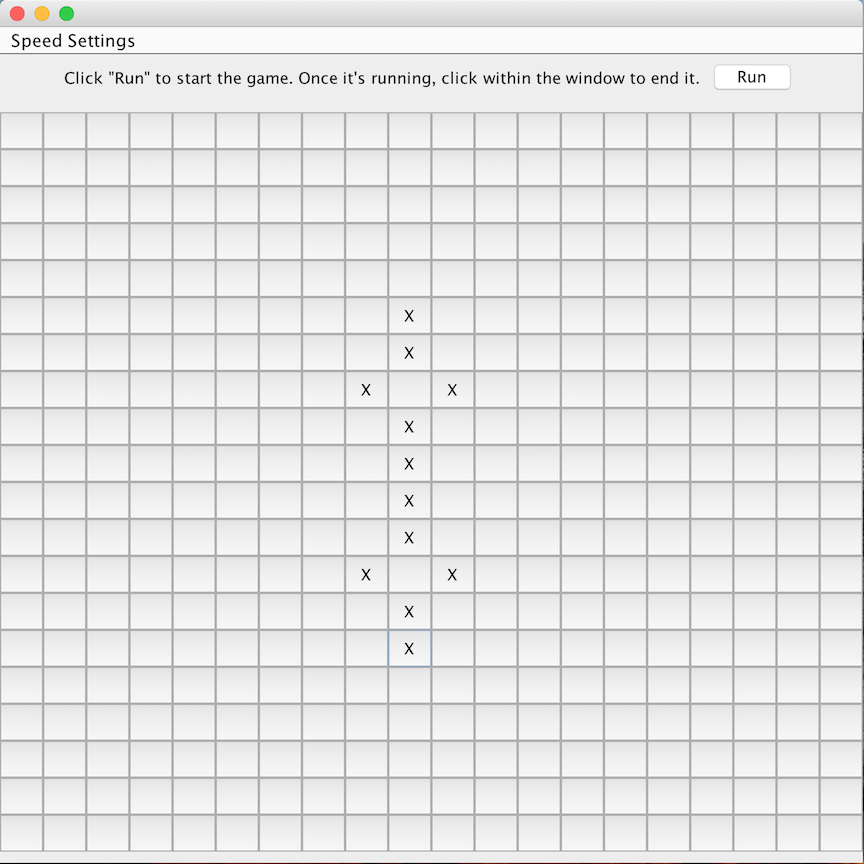 Speed Settings
Click "Run" to start the game. Once it's running, click within the window to end it. Run
X
X
X X
X
X
X
X
X X
X
X